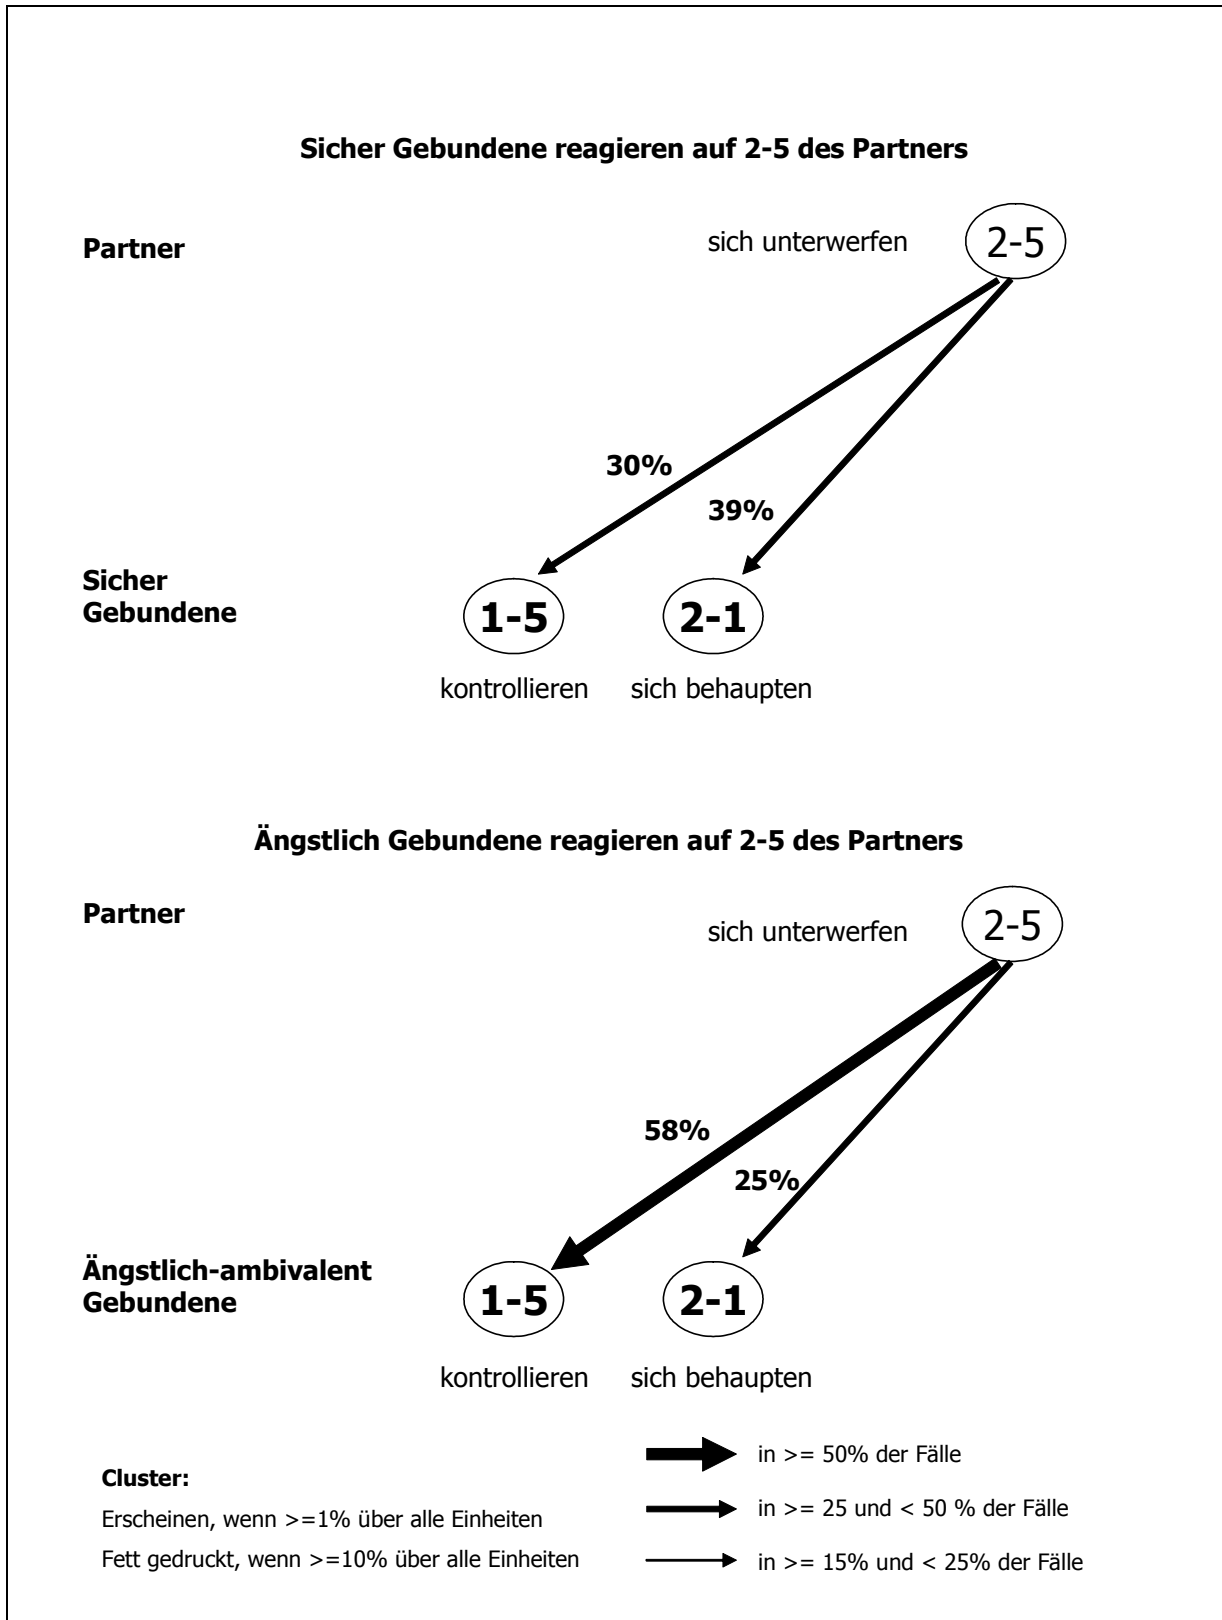 Sicher Gebundene reagieren auf 2-5 des Partners
Partner
sich unterwerfen
2-5
30%
39%
Sicher
Gebundene
1-5
2-1
kontrollieren
sich behaupten
Ängstlich Gebundene reagieren auf 2-5 des Partners
Partner
sich unterwerfen
2-5
58%
25%
Ängstlich-ambivalent
Gebundene
1-5
2-1
kontrollieren
sich behaupten
Cluster:
Erscheinen, wenn >=1% über alle Einheiten
Fett gedruckt, wenn >=10% über alle Einheiten
in >= 50% der Fälle
in >= 25 und < 50 % der Fälle
in >= 15% und < 25% der Fälle